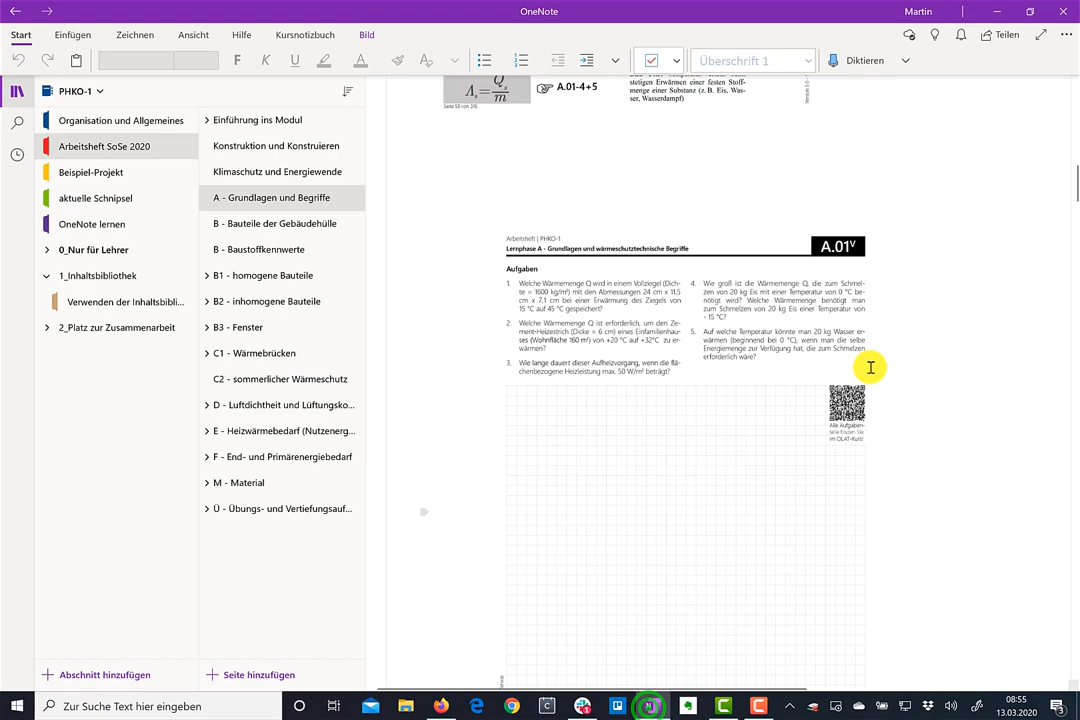 OneNote
Martin
Start
Einfügen
Zeichnen
Ansicht
Hilfe
Kursnotizbuch
Bild
Teilen
F
K
U
A
Überschrift 1
Diktieren
PHKO-1
Organisation und Allgemeines
Arbeitsheft SoSe 2020
Beispiel-Projekt
aktuelle Schnipsel
OneNote lernen
0_Nur für Lehrer
1_Inhaltsbibliothek
Verwenden der Inhaltsbibli...
2_Platz zur Zusammenarbeit
Abschnitt hinzufügen
Einführung ins Modul
Konstruktion und Konstruieren
Klimaschutz und Energiewende
A - Grundlagen und Begriffe
B - Bauteile der Gebäudehülle
B - Baustoffkennwerte
B1 - homogene Bauteile
B2 - inhomogene Bauteile
B3 - Fenster
C1 - Wärmebrücken
C2 - sommerlicher Wärmeschutz
D - Luftdichtheit und Lüftungsko...
E - Heizwärmebedarf (Nutzenerg...
F - End- und Primärenergiebedarf
M - Material
Ü - Übungs- und Vertiefungsauf...
Seite hinzufügen
A.01-4+5
stetigen Erwärmen einer festen Stoff-
menge einer Substanz (z. B. Eis, Was-
ser, Wasserdampf)
Seite 58 von 316
Arbeitsheft | PHKO-1
Lernphase A - Grundlagen und wärmeschutztechnische Begriffe
A.01V
Aufgaben
1. Welche Wärmemenge Q wird in einem Vollziegel (Dich-
te = 1600 kg/m³) mit den Abmessungen 24 cm x 11,5
cm x 7,1 cm bei einer Erwärmung des Ziegels von
15 °C auf 45 °C gespeichert?
2. Welche Wärmemenge Q ist erforderlich, um den Ze-
ment-Heizestrich (Dicke = 6 cm) eines Einfamilienhau-
ses (Wohnfläche 160 m²) von +20 °C auf +32°C zu er-
wärmen?
3. Wie lange dauert dieser Aufheizvorgang, wenn die flä-
chenbezogene Heizleistung max. 50 W/m² beträgt?
4. Wie groß ist die Wärmemenge Q, die zum Schmel-
zen von 20 kg Eis mit einer Temperatur von 0 °C be-
nötigt wird? Welche Wärmemenge benötigt man
zum Schmelzen von 20 kg Eis einer Temperatur von
- 15 °C?
5. Auf welche Temperatur könnte man 20 kg Wasser er-
wärmen (beginnend bei 0 °C), wenn man die selbe
Energiemenge zur Verfügung hat, die zum Schmelzen
erforderlich wäre?
Alle Aufgaben-
teile finden Sie
im OLAT-Kurs!
Zur Suche Text hier eingeben
08:55
13.03.2020
3